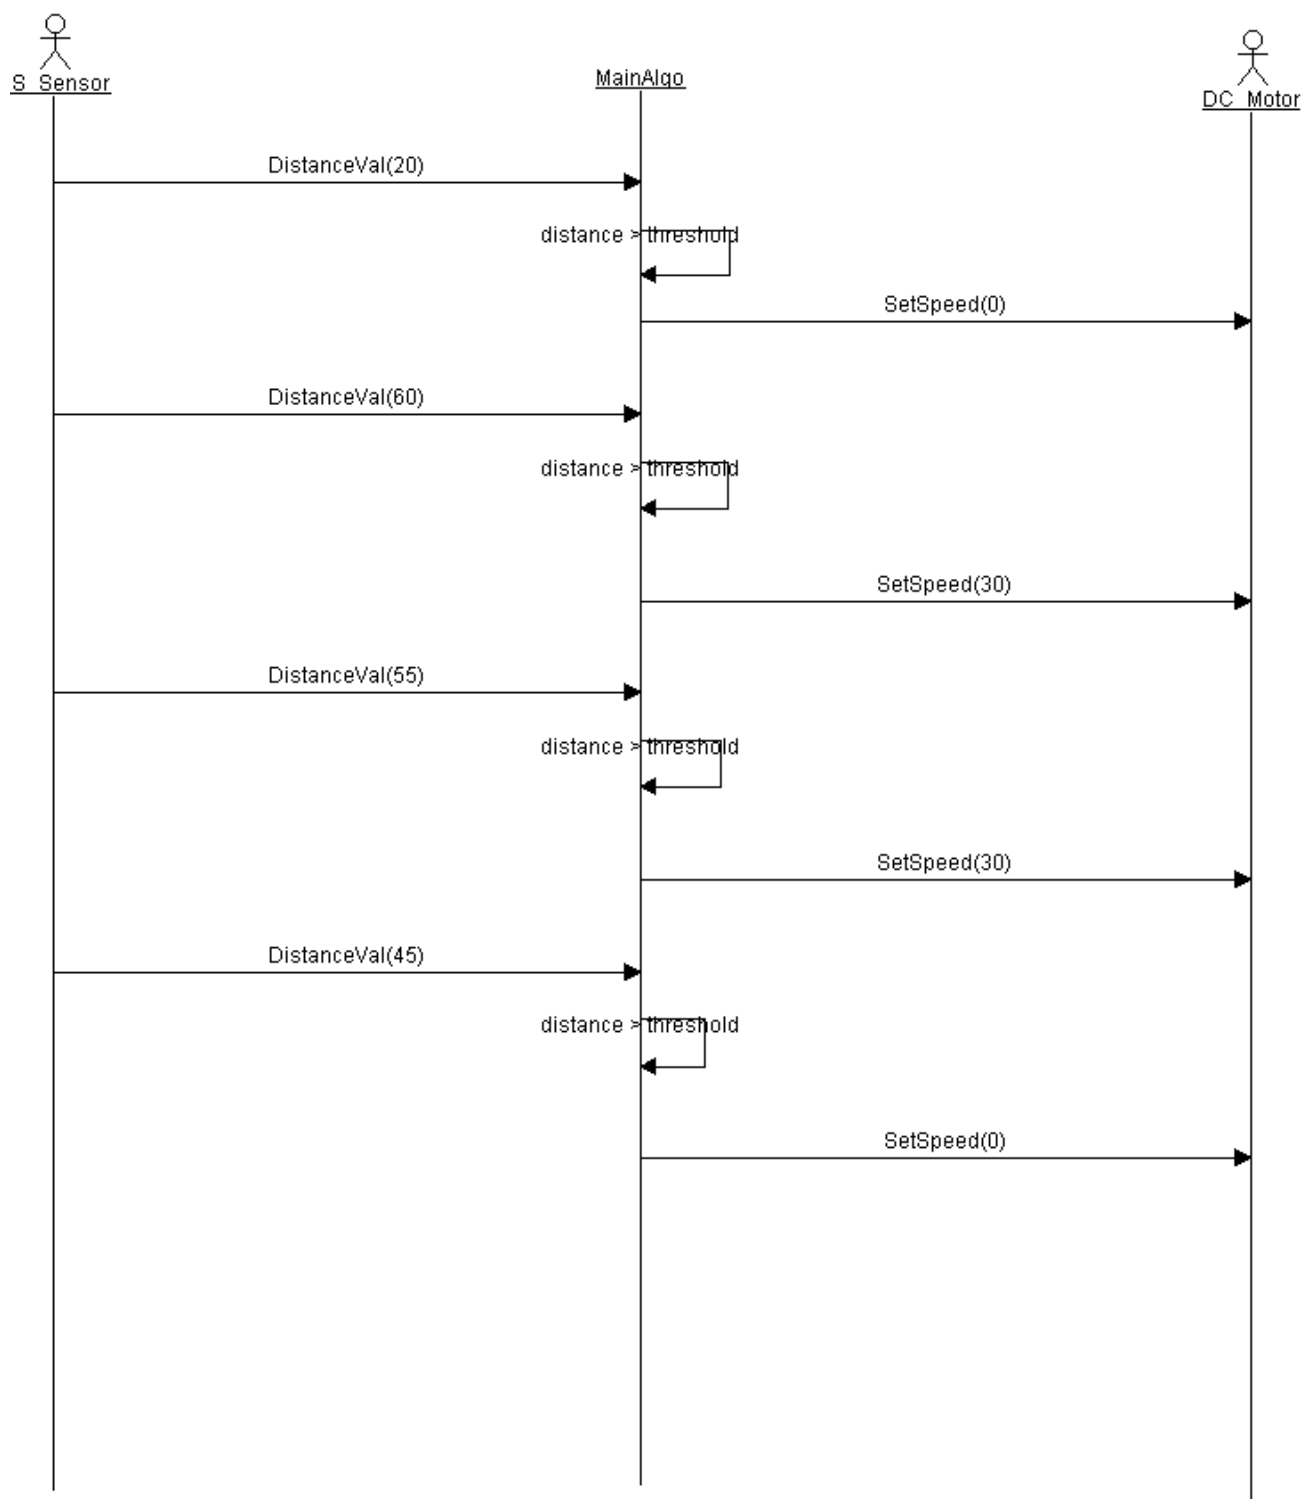 S_Sensor
MainAlgo
DC_Motor
DistanceVal(20)
distance > threshold
SetSpeed(0)
DistanceVal(60)
distance > threshold
SetSpeed(30)
DistanceVal(55)
distance > threshold
SetSpeed(30)
DistanceVal(45)
distance > threshold
SetSpeed(0)